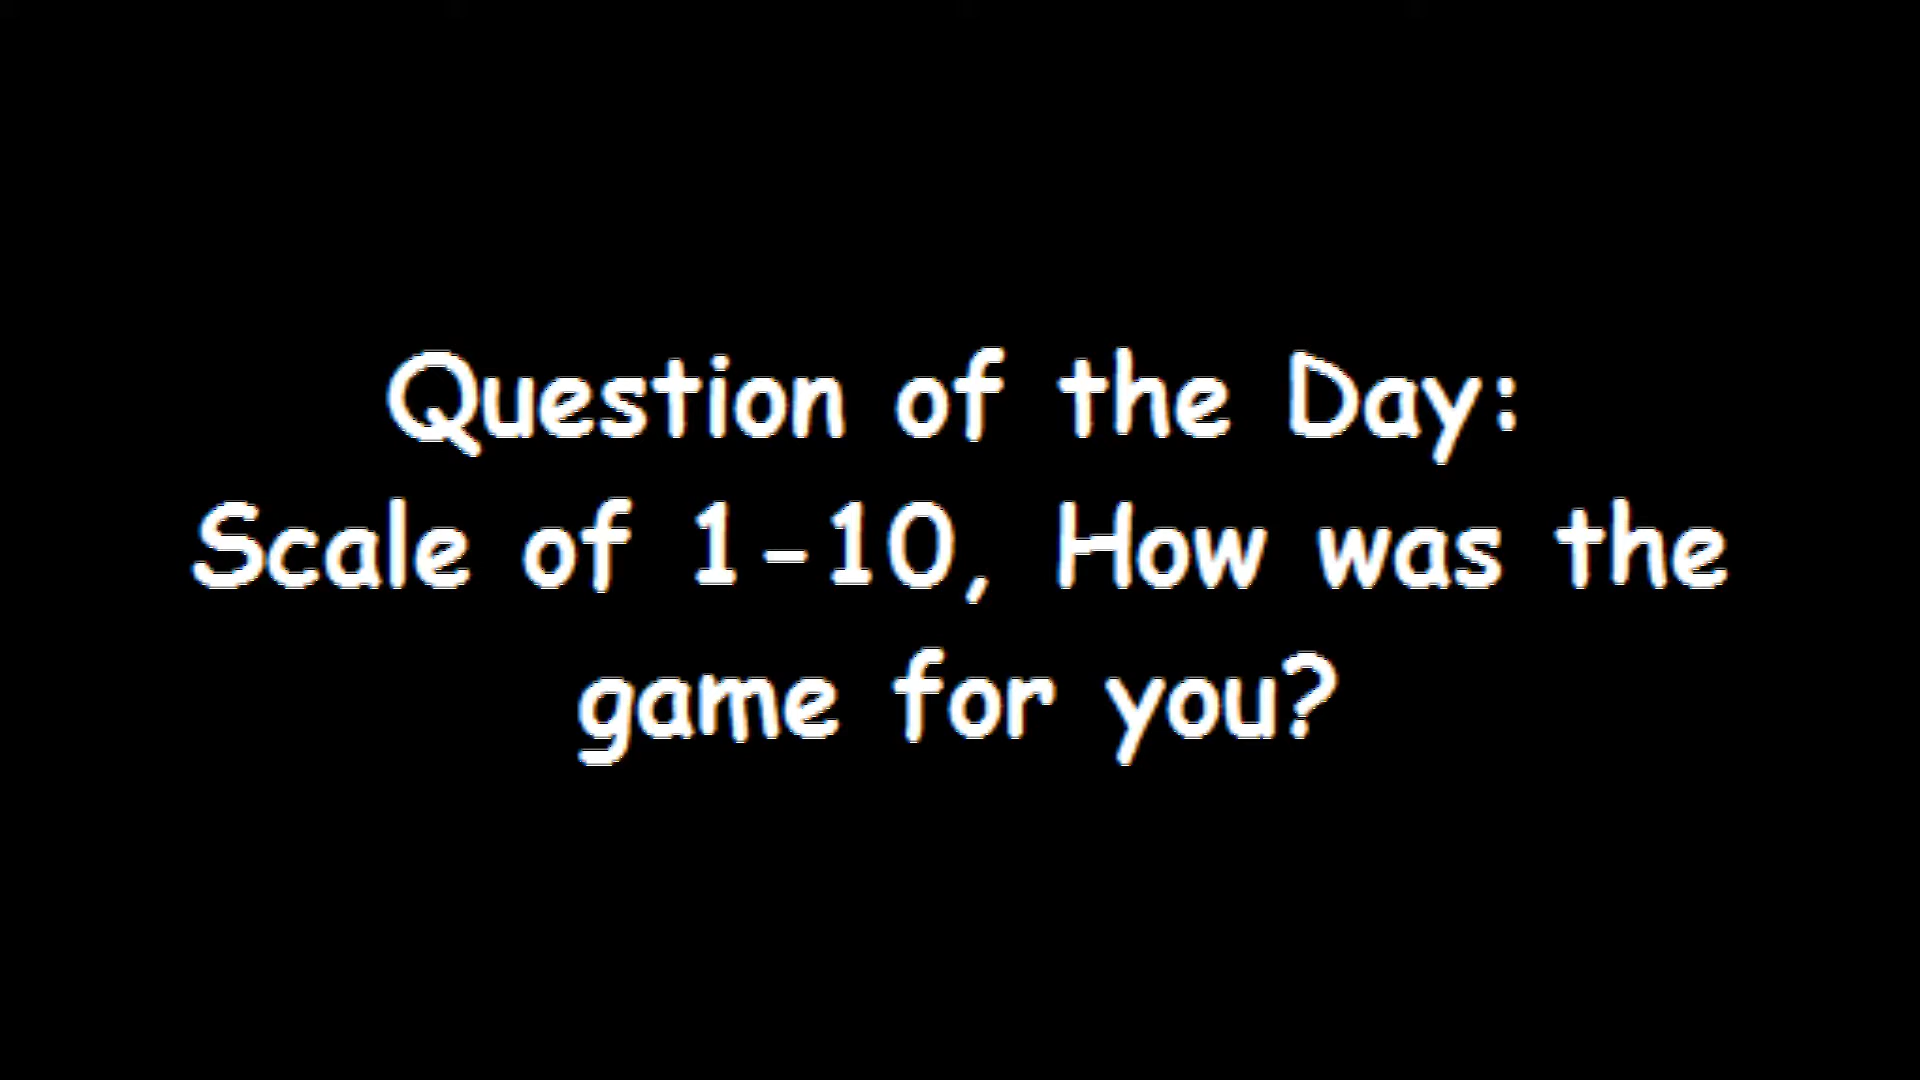 Question of the Day:
Scale of 1-10, How was the
game for you?